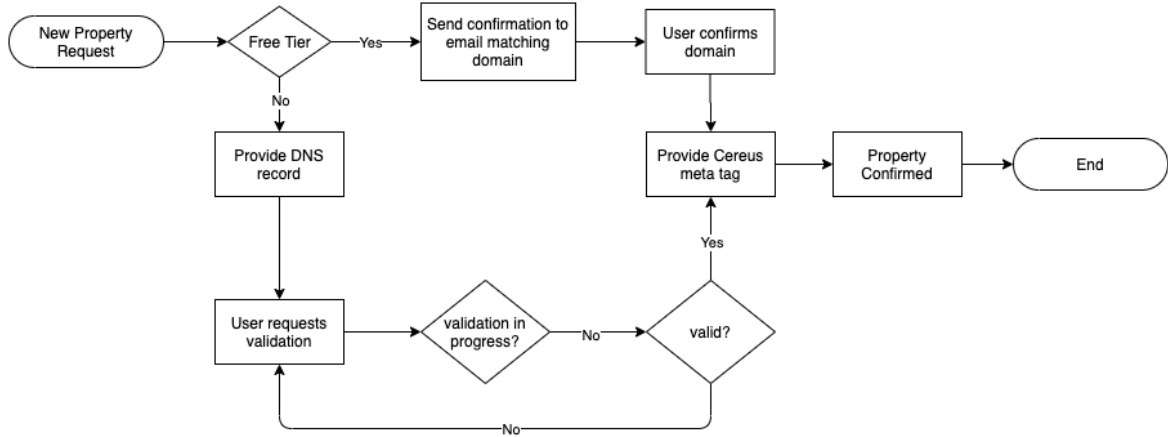 New Property
Request
Free Tier
Yes
Send confirmation to
email matching
domain
User confirms
domain
No
Provide DNS
record
Provide Cereus
meta tag
Property
Confirmed
End
Yes
User requests
validation
validation in
progress?
No
valid?
No